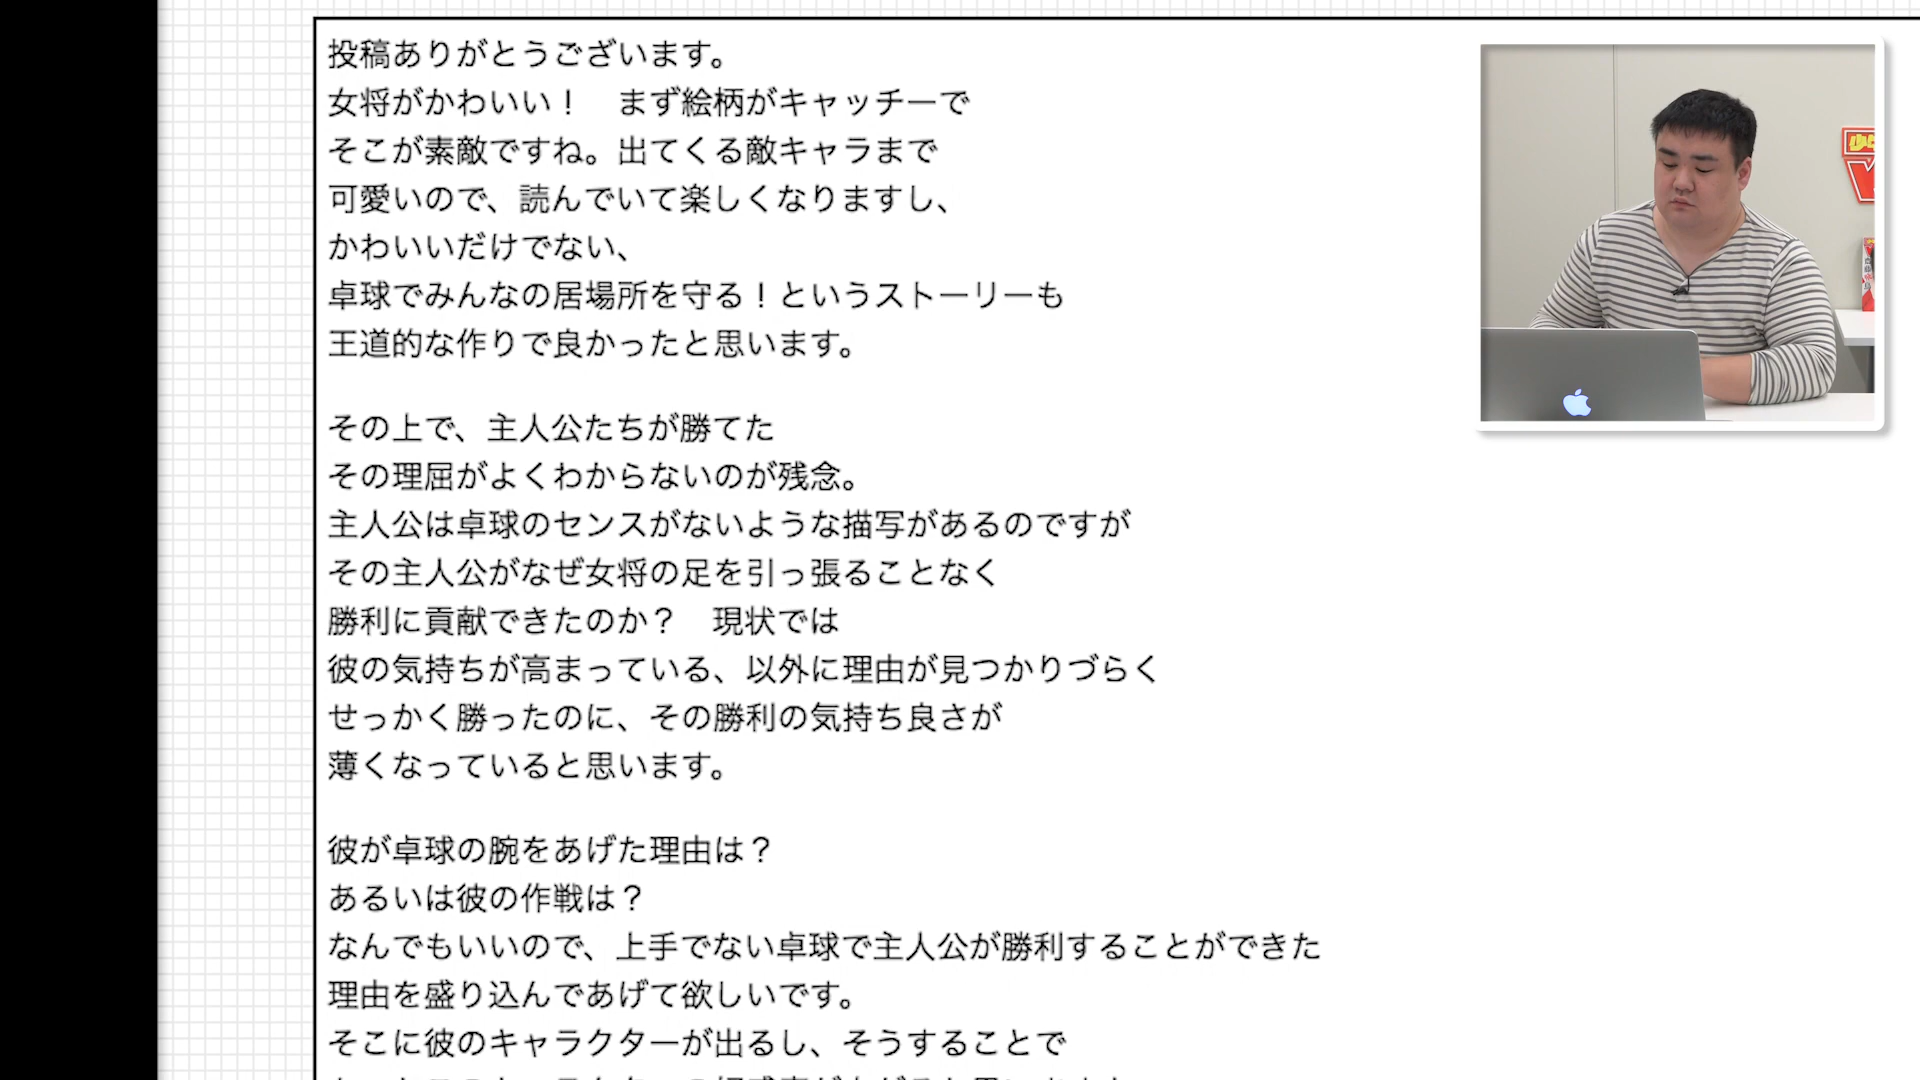 投稿ありがとうございます。
女将がかわいい！　まず絵柄がキャッチーで
そこが素敵ですね。出てくる敵キャラまで
可愛いので、読んでいて楽しくなりますし、
かわいいだけでない、
卓球でみんなの居場所を守る！というストーリーも
王道的な作りで良かったと思います。
その上で、主人公たちが勝てた
その理屈がよくわからないのが残念。
主人公は卓球のセンスがないような描写があるのですが
その主人公がなぜ女将の足を引っ張ることなく
勝利に貢献できたのか？　現状では
彼の気持ちが高まっている、以外に理由が見つかりづらく
せっかく勝ったのに、その勝利の気持ち良さが
薄くなっていると思います。
彼が卓球の腕をあげた理由は？
あるいは彼の作戦は？
なんでもいいので、上手でない卓球で主人公が勝利することができた
理由を盛り込んであげて欲しいです。
そこに彼のキャラクターが出るし、そうすることで